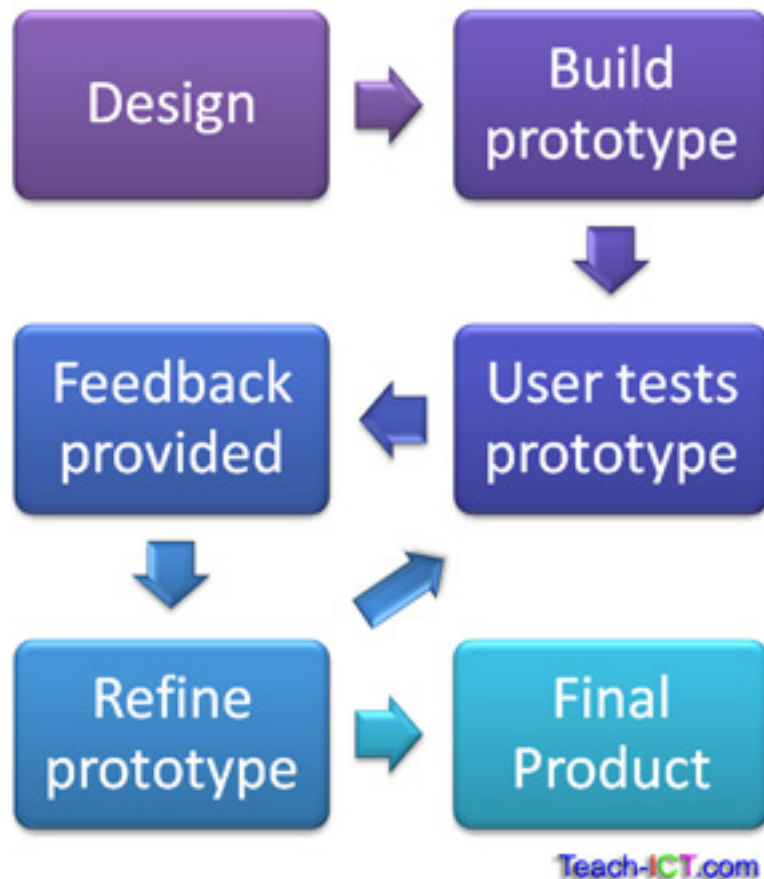 Design
Build
prototype
User tests
prototype
Feedback
provided
Refine
prototype
Final
Product
Teach-ICT.com